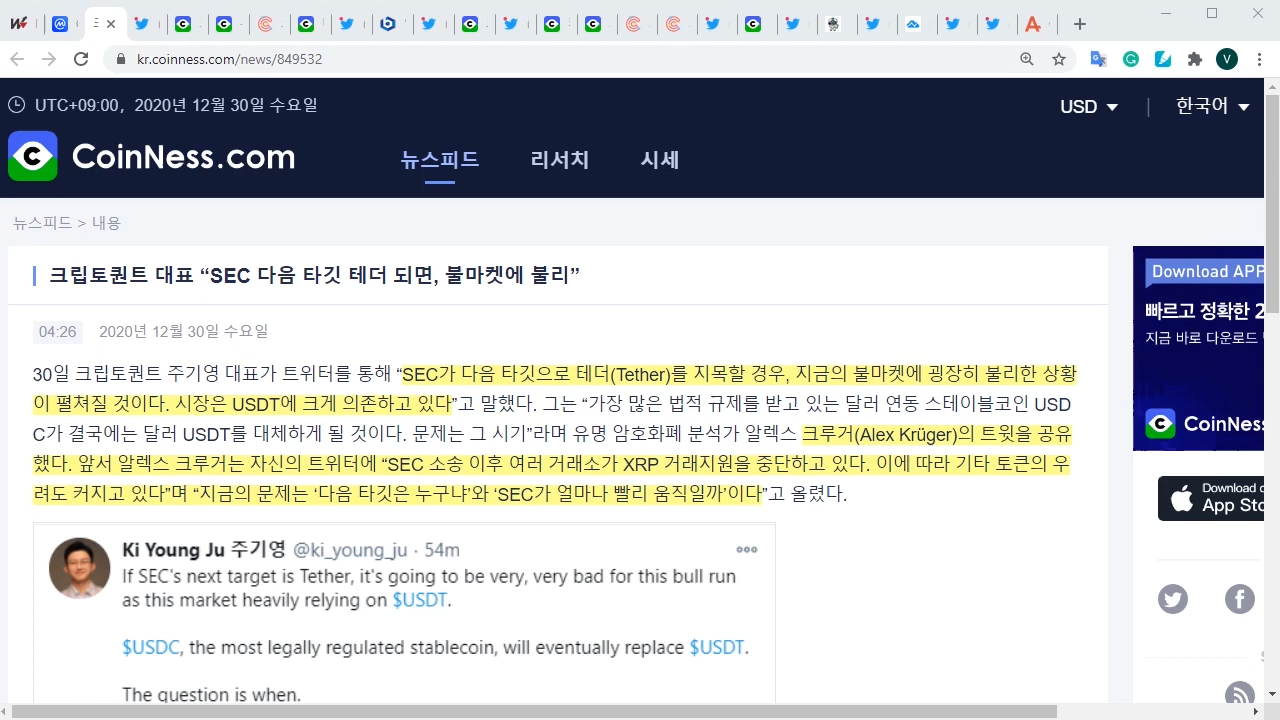 kr.coinness.com/news/849532
V
UTC+09:00, 2020년 12월 30일 수요일
USD
한국어
CoinNess.com
뉴스피드
리서치
시세
뉴스피드 > 내용
크립토퀀트 대표 “SEC 다음 타깃 테더 되면, 불마켓에 불리”
04:26 2020년 12월 30일 수요일
30일 크립토퀀트 주기영 대표가 트위터를 통해 “SEC가 다음 타깃으로 테더(Tether)를 지목할 경우, 지금의 불마켓에 굉장히 불리한 상황
이 펼쳐질 것이다. 시장은 USDT에 크게 의존하고 있다”고 말했다. 그는 “가장 많은 법적 규제를 받고 있는 달러 연동 스테이블코인 USD
C가 결국에는 달러 USDT를 대체하게 될 것이다. 문제는 그 시기”라며 유명 암호화폐 분석가 알렉스 크루거(Alex Krüger)의 트윗을 공유
했다. 앞서 알렉스 크루거는 자신의 트위터에 “SEC 소송 이후 여러 거래소가 XRP 거래지원을 중단하고 있다. 이에 따라 기타 토큰의 우
려도 커지고 있다”며 “지금의 문제는 ‘다음 타깃은 누구냐’와 ‘SEC가 얼마나 빨리 움직일까’이다”고 올렸다.
Ki Young Ju 주기영 @ki_young_ju · 54m
If SEC's next target is Tether, it's going to be very, very bad for this bull run
as this market heavily relying on $USDT.
$USDC, the most legally regulated stablecoin, will eventually replace $USDT.
The question is when.
Download APP
빠르고 정확한 2
지금 바로 다운로드
CoinNess
Download o
App Sto